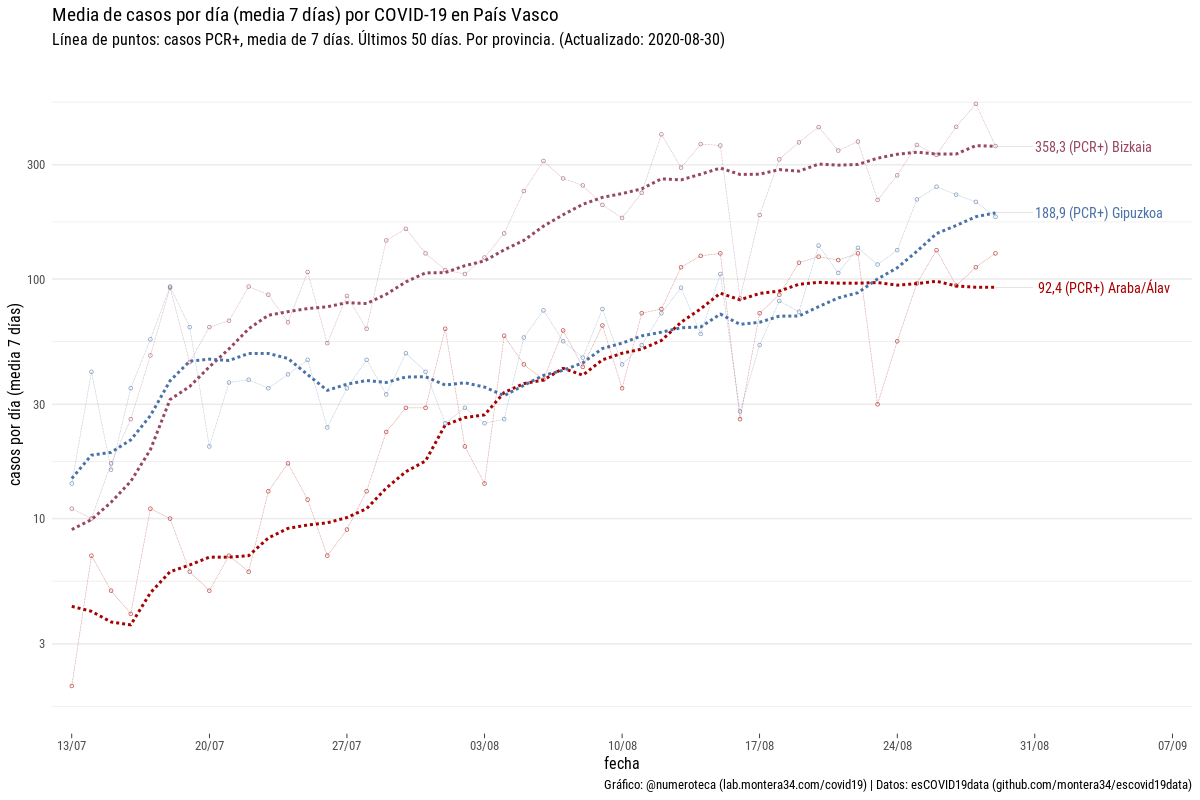 Media de casos por día (media 7 días) por COVID-19 en País Vasco
Línea de puntos: casos PCR+, media de 7 días. Últimos 50 días. Por provincia. (Actualizado: 2020-08-30)
casos por día (media 7 días)
300
100
30
10
3
358,3 (PCR+) Bizkaia
188,9 (PCR+) Gipuzkoa
92,4 (PCR+) Araba/Álav
13/07 20/07 27/07 03/08 10/08 17/08 24/08 31/08 07/09
fecha
Gráfico: @numeroteca (lab.montera34.com/covid19) | Datos: esCOVID19data (github.com/montera34/escovid19data)